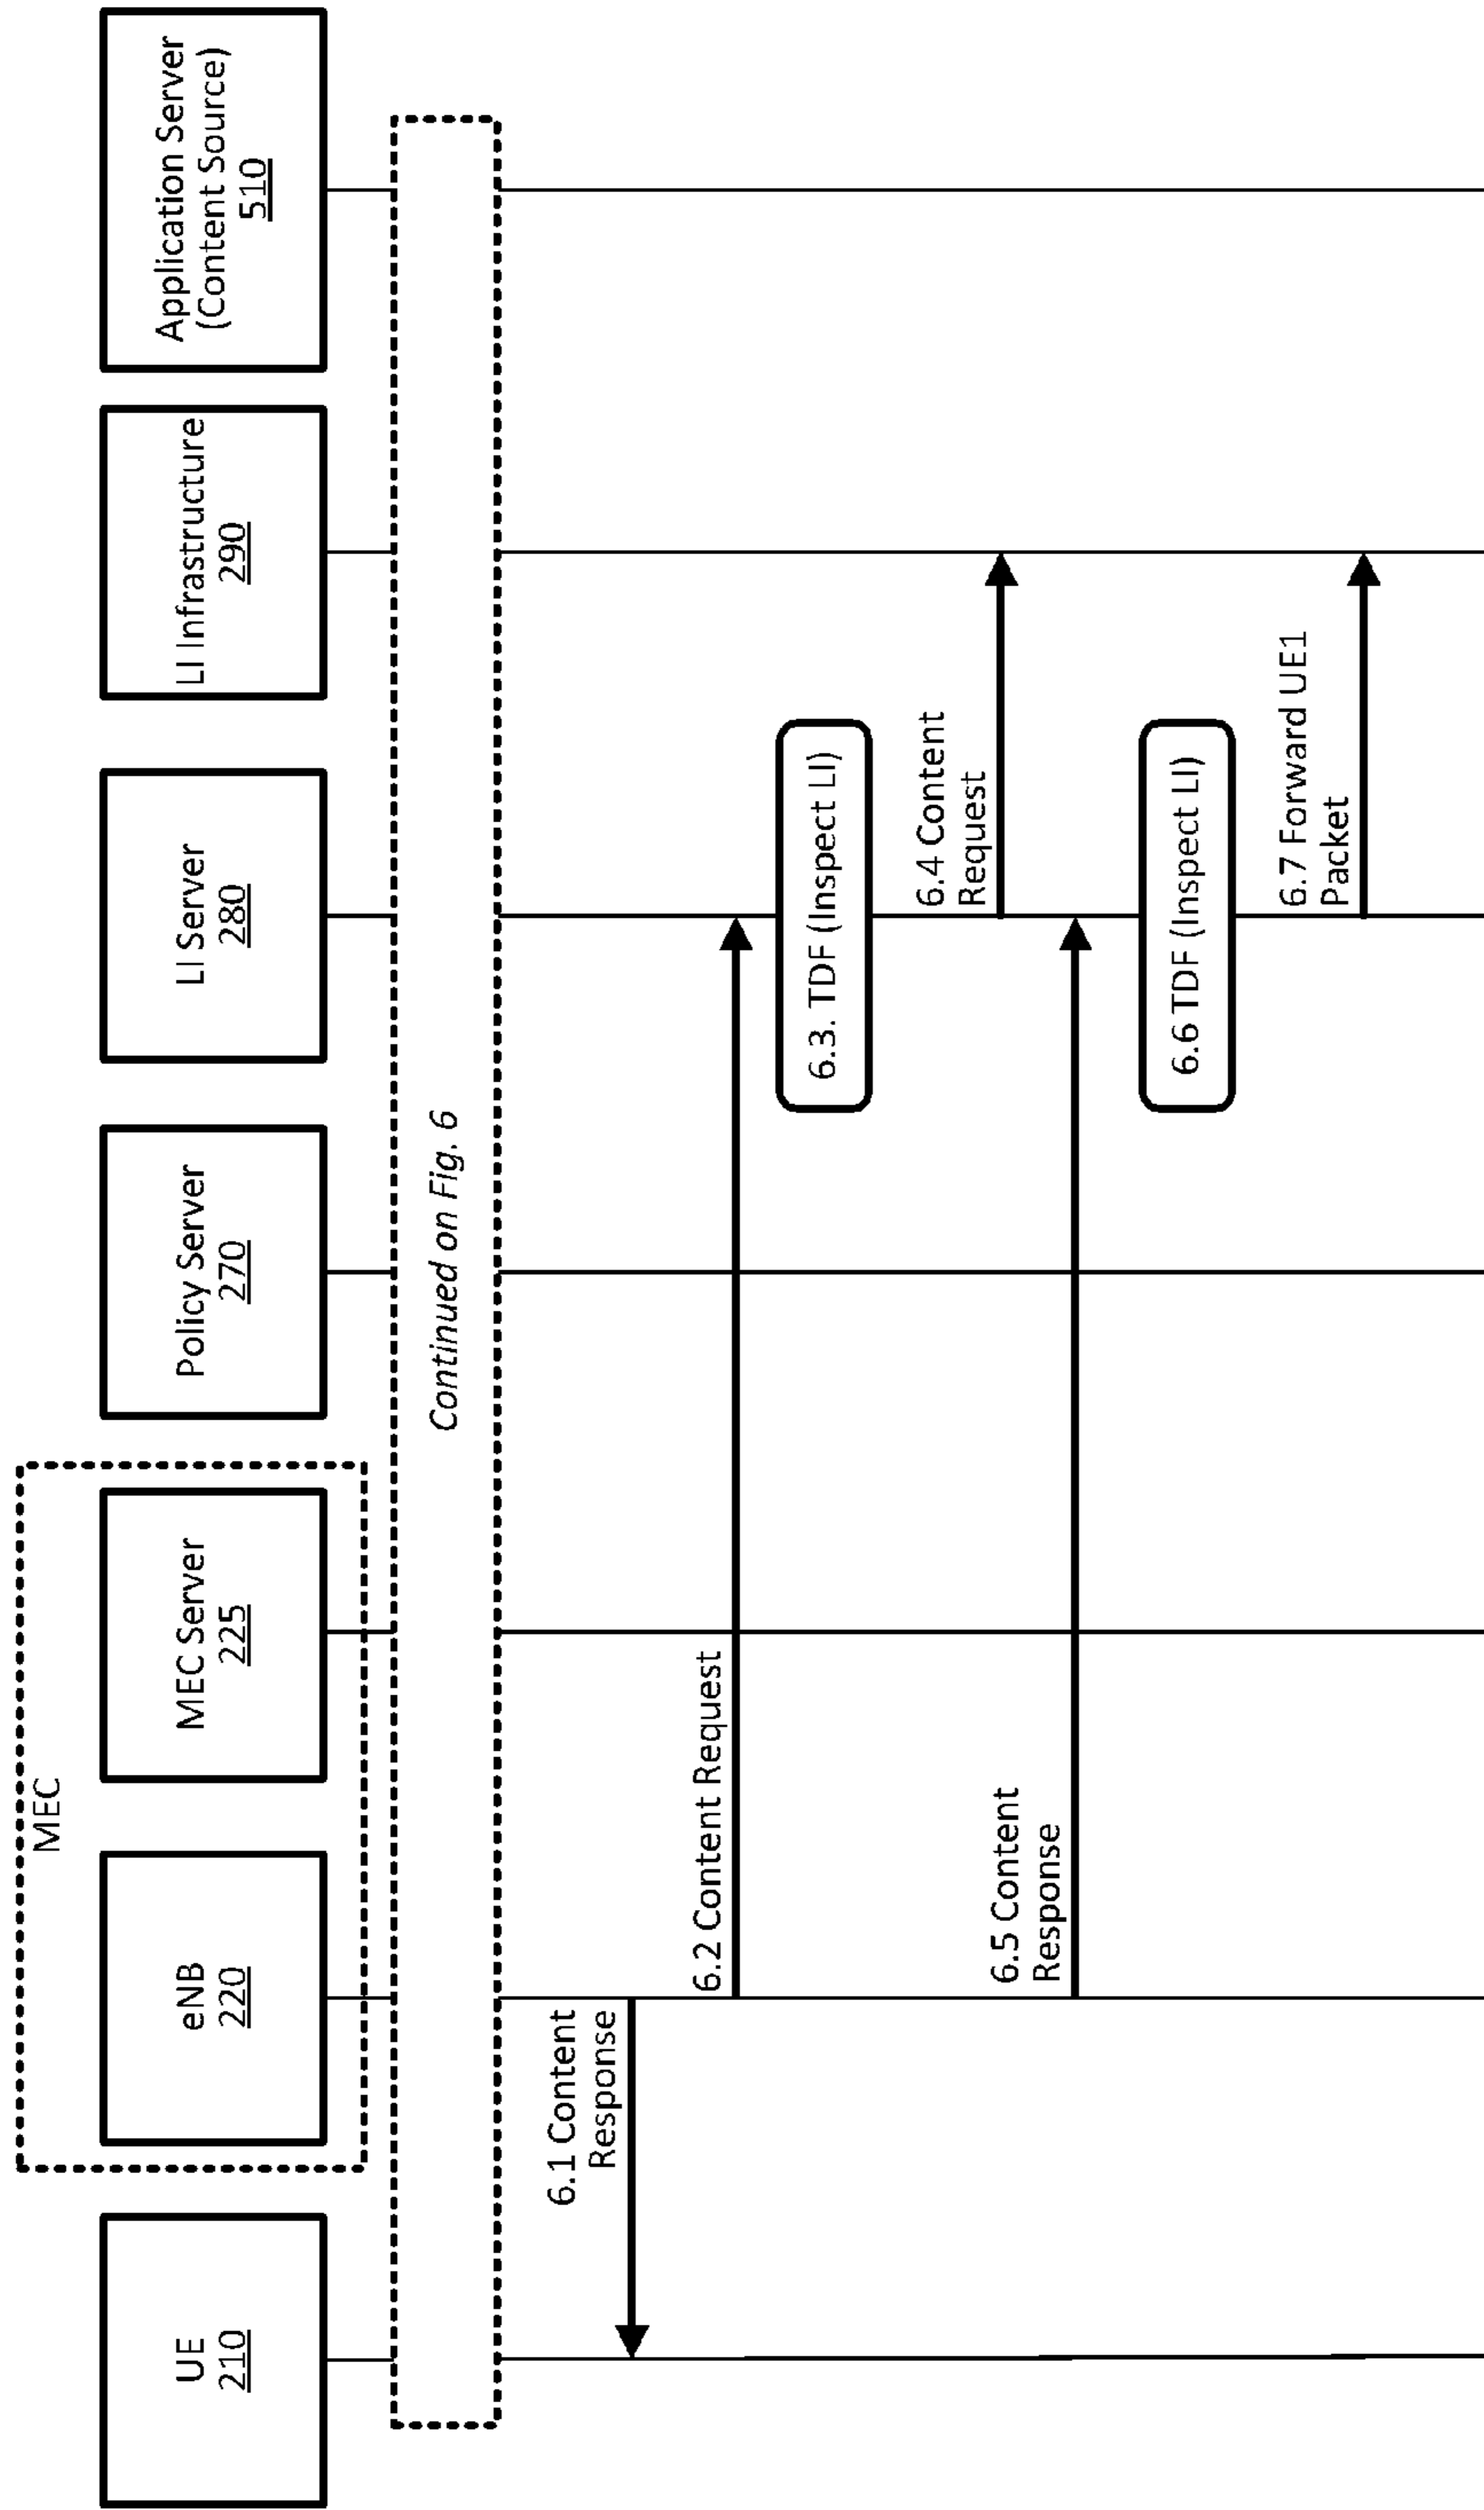 MEC
UE
210
eNB
220
MEC Server
225
Policy Server
270
LI Server
280
LI Infrastructure
290
Application Server
(Content Source)
510
Continued on Fig. 6
6.1 Content
Response
6.2 Content Request
6.3. TDF (Inspect LI)
6.4 Content
Request
6.5 Content
Response
6.6 TDF (Inspect LI)
6.7 Forward UE1
Packet